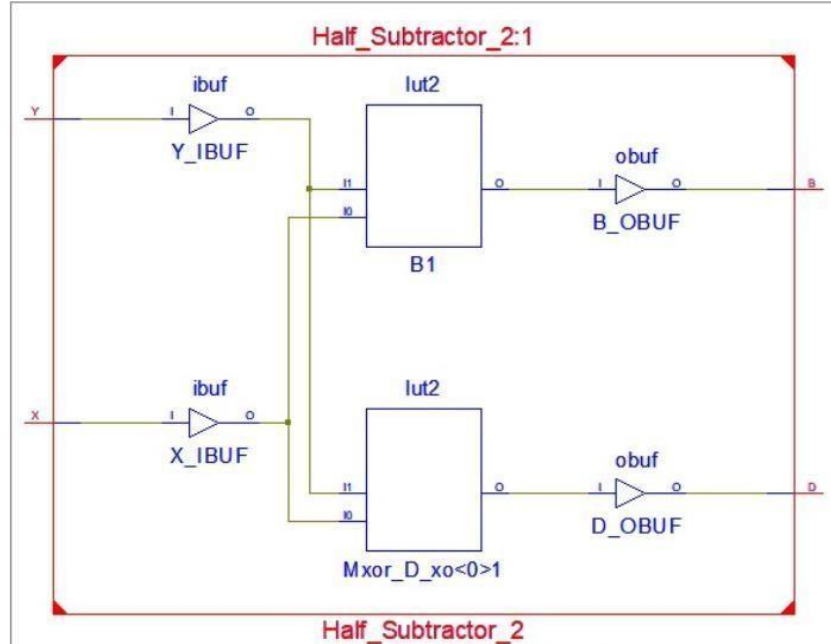 Half_Subtractor_2:1
ibuf
lut2
Y
I
O
Y_IBUF
obuf
I1
O
I
O
B
I0
B_OBUF
B1
ibuf
lut2
X
I
O
X_IBUF
obuf
I1
O
I
O
D
I0
D_OBUF
Mxor_D_xo<0>1
Half_Subtractor_2